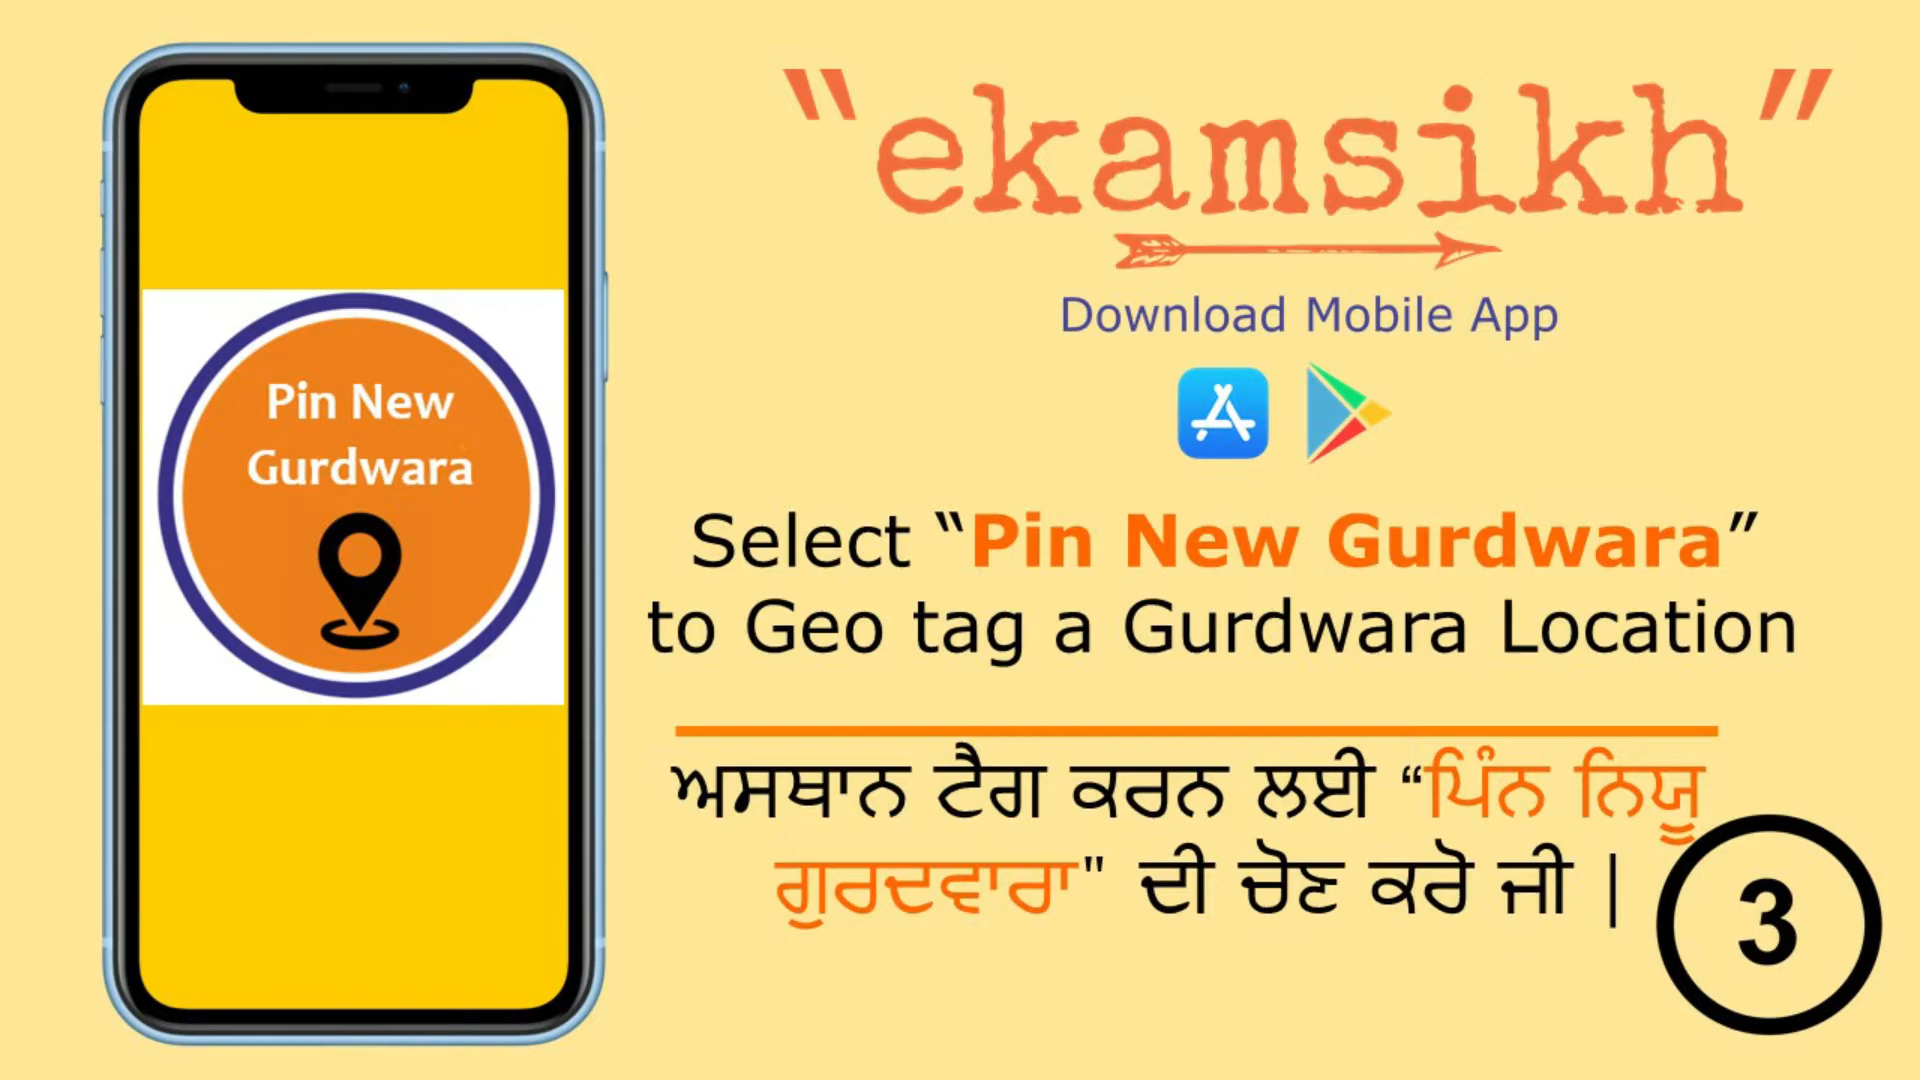 Pin New
Gurdwara
“ekamsikh”
Download Mobile App
Select “Pin New Gurdwara”
to Geo tag a Gurdwara Location
ਅਸਥਾਨ ਟੈਗ ਕਰਨ ਲਈ “ਪਿੰਨ ਨਿਯੂ
ਗੁਰਦਵਾਰਾ" ਦੀ ਚੋਣ ਕਰੋ ਜੀ |
3